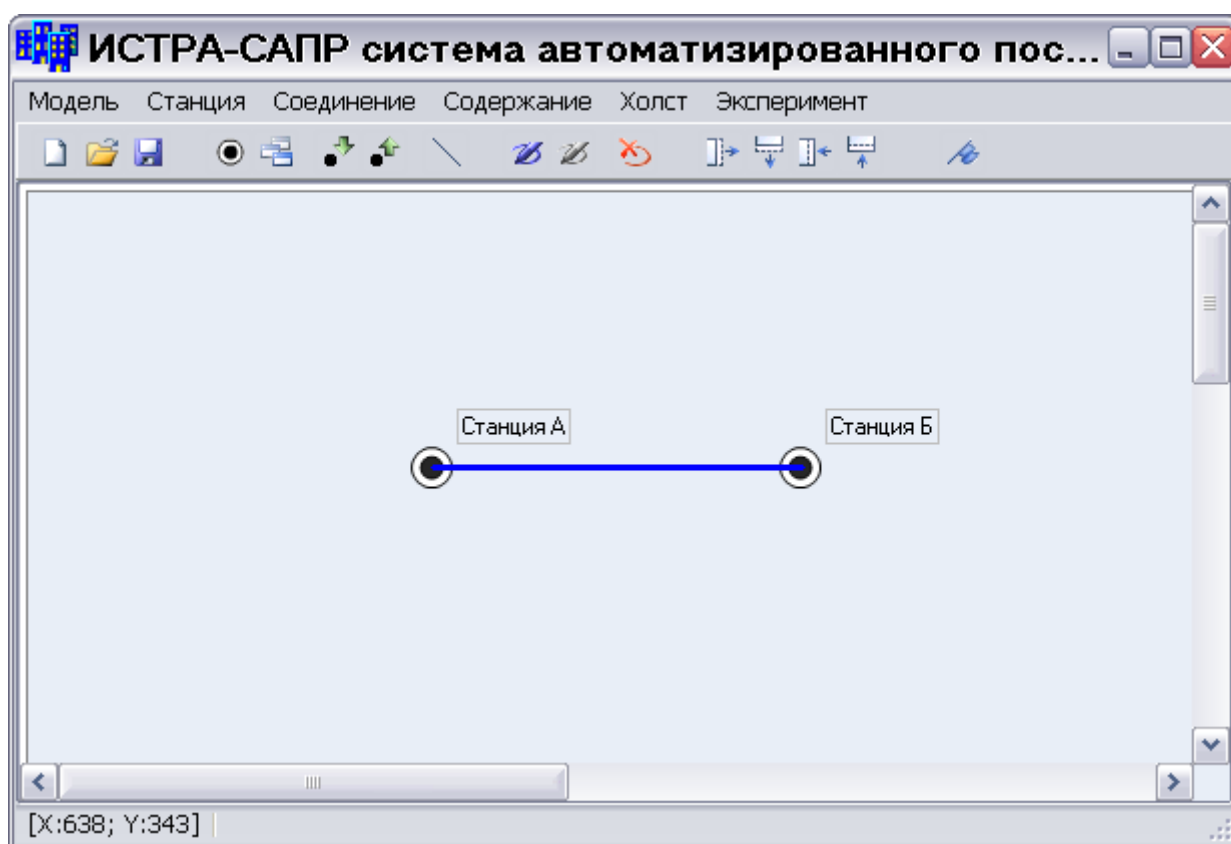 ИСТРА-САПР система автоматизированного пос...
Модель Станция Соединение Содержание Холст Эксперимент
Станция А Станция Б
[X:638; Y:343]